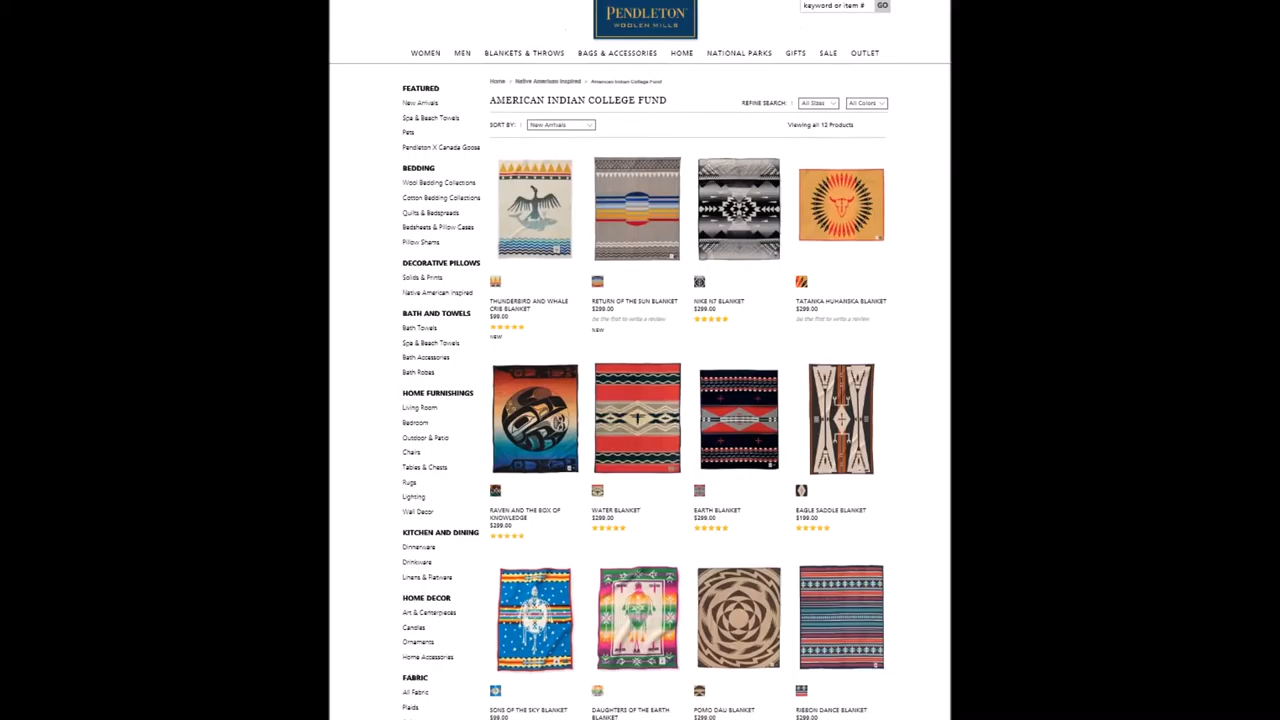 PENDLETON
WOOLEN MILLS
keyword or item #
GO
WOMEN
MEN
BLANKETS & THROWS
BAGS & ACCESSORIES
HOME
NATIONAL PARKS
GIFTS
SALE
OUTLET
FEATURED
New Arrivals
Spa & Beach Towels
Pets
Pendleton X Canada Goose
BEDDING
Wool Bedding Collections
Cotton Bedding Collections
Quilts & Bedspreads
Bedsheets & Pillow Cases
Pillow Shams
DECORATIVE PILLOWS
Solids & Prints
Native American Inspired
BATH AND TOWELS
Bath Towels
Spa & Beach Towels
Bath Accessories
Bath Robes
HOME FURNISHINGS
Living Room
Bedroom
Outdoor & Patio
Chairs
Tables & Chests
Rugs
Lighting
Wall Decor
KITCHEN AND DINING
Dinnerware
Drinkware
Linens & Flatware
HOME DECOR
Art & Centerpieces
Candles
Ornaments
Home Accessories
FABRIC
All Fabric
Plaids
Home > Native American Inspired > American Indian College Fund
AMERICAN INDIAN COLLEGE FUND
REFINE SEARCH: | All Sizes
All Colors
SORT BY: | New Arrivals
Viewing all 12 Products
THUNDERBIRD AND WHALE
CRIB BLANKET
$99.00
NEW
RETURN OF THE SUN BLANKET
$299.00
be the first to write a review
NEW
NIKE N7 BLANKET
$299.00
TATANKA HUHANSKA BLANKET
$299.00
be the first to write a review
RAVEN AND THE BOX OF
KNOWLEDGE
$299.00
WATER BLANKET
$299.00
EARTH BLANKET
$299.00
EAGLE SADDLE BLANKET
$199.00
SONS OF THE SKY BLANKET
$99.00
DAUGHTERS OF THE EARTH
BLANKET
POMO DAU BLANKET
$299.00
RIBBON DANCE BLANKET
$299.00